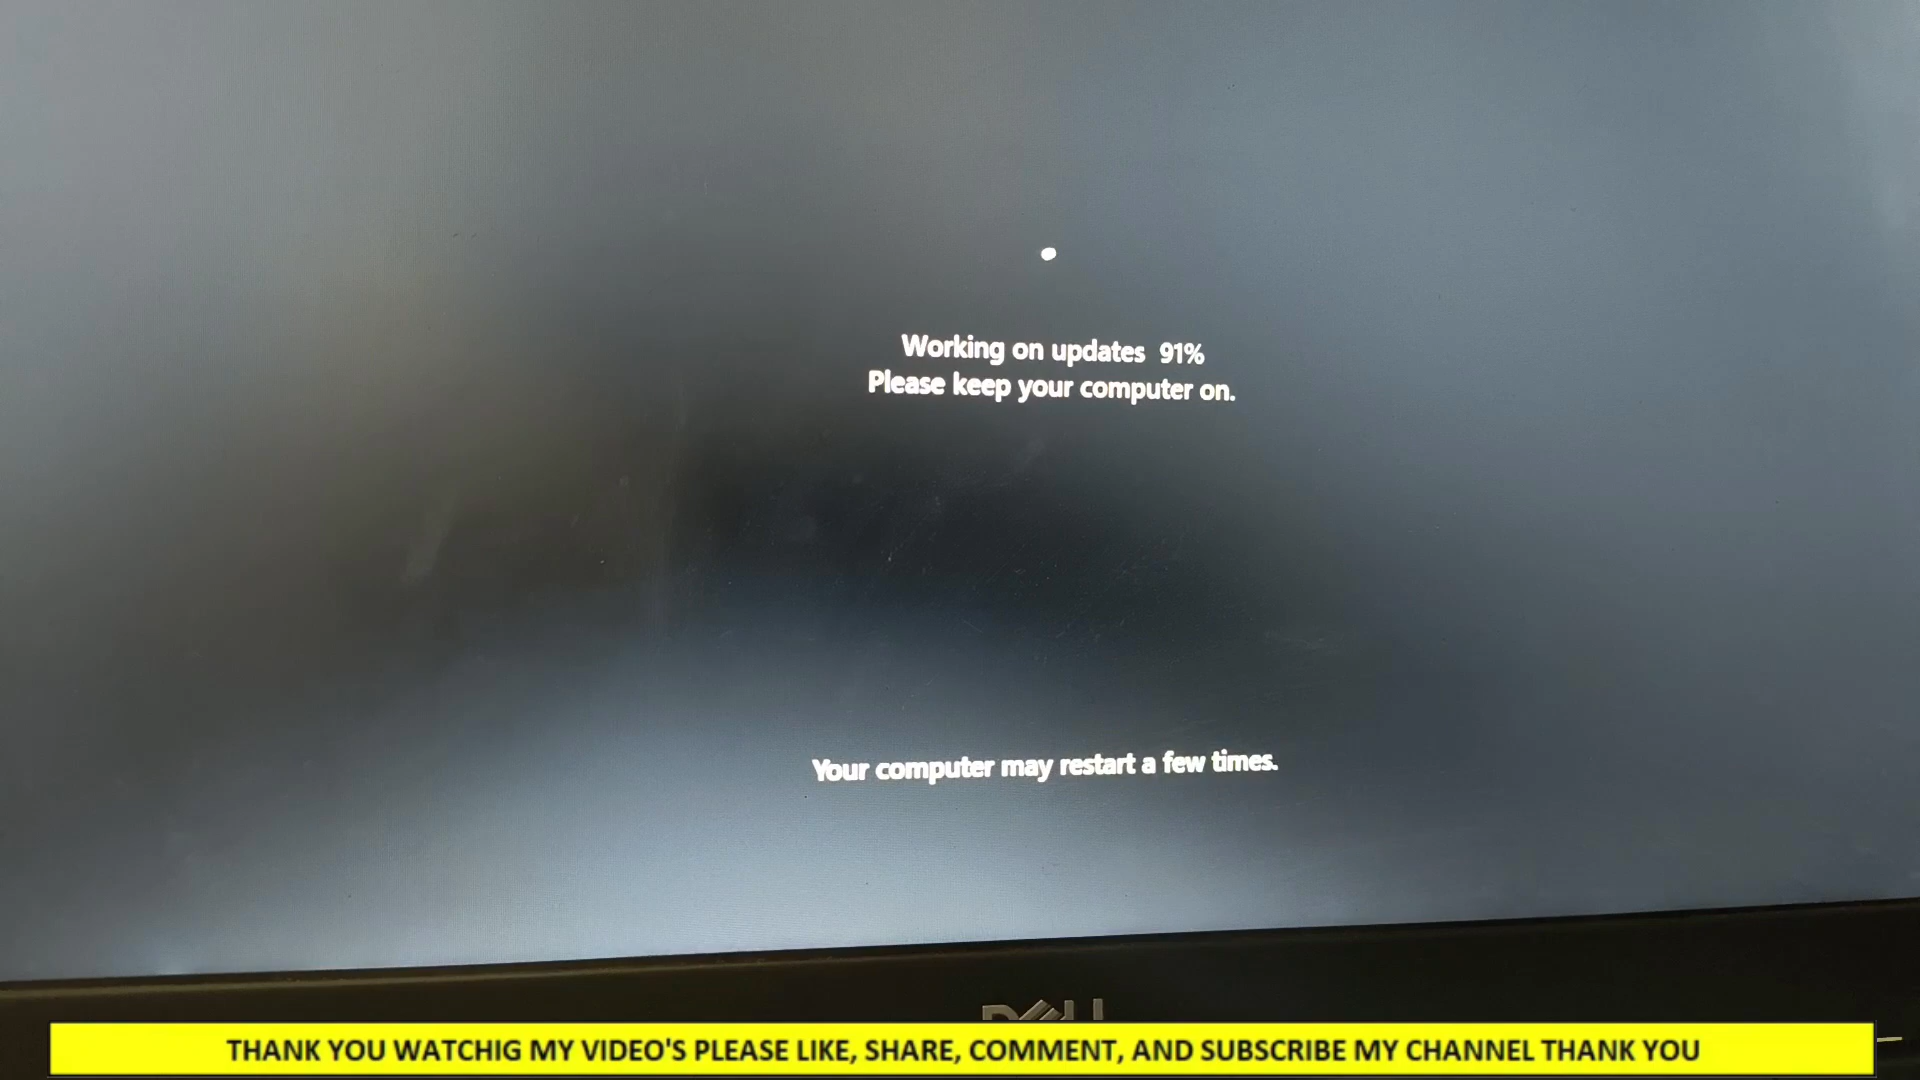 Working on updates 91%
Please keep your computer on.
Your computer may restart a few times.
DELL
THANK YOU WATCHIG MY VIDEO'S PLEASE LIKE, SHARE, COMMENT, AND SUBSCRIBE MY CHANNEL THANK YOU